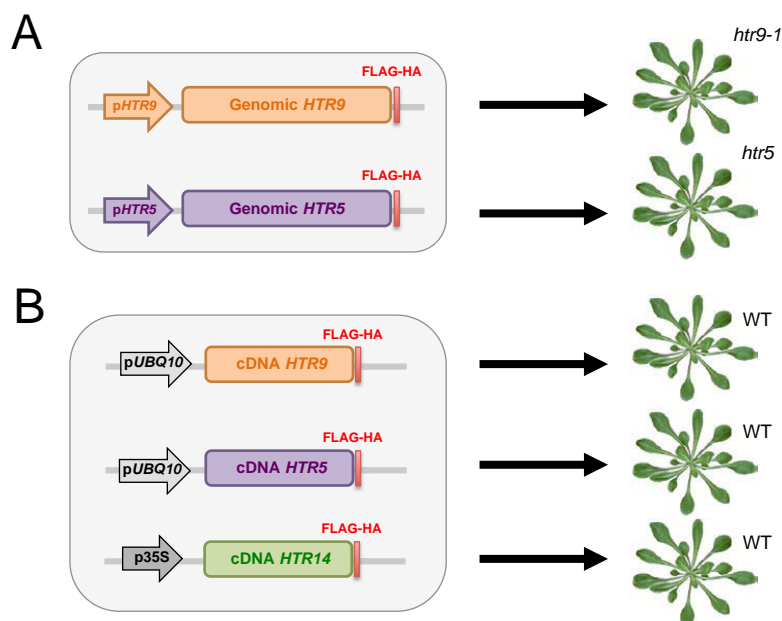 A
htr9-1
FLAG-HA
pHTR9
Genomic HTR9
htr5
FLAG-HA
pHTR5
Genomic HTR5
B
WT
FLAG-HA
pUBQ10
cDNA HTR9
WT
FLAG-HA
pUBQ10
cDNA HTR5
WT
FLAG-HA
p35S
cDNA HTR14